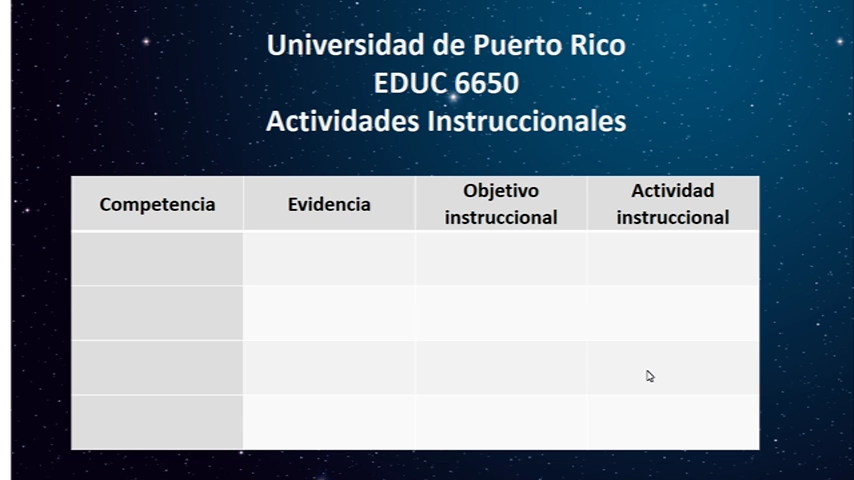 Universidad de Puerto Rico
EDUC 6650
Actividades Instruccionales
Competencia
Evidencia
Objetivo
instruccional
Actividad
instruccional